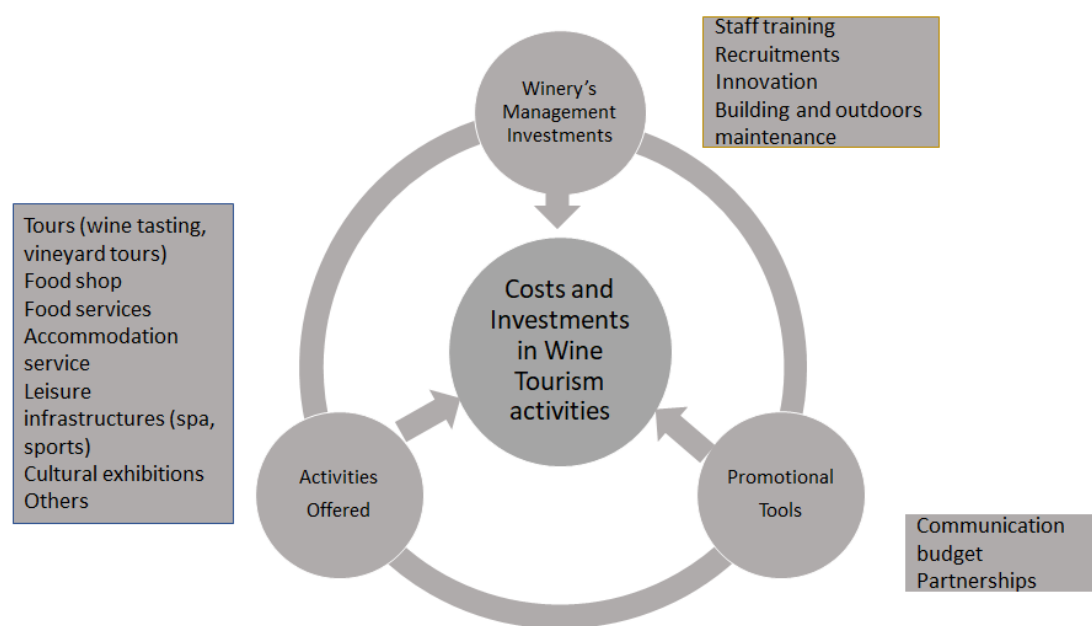 Staff training
Recruitments
Innovation
Building and outdoors
maintenance
Winery's
Management
Investments
Tours (wine tasting,
vineyard tours)
Food shop
Food services
Accommodation
service
Leisure
infrastructures (spa,
sports)
Cultural exhibitions
Others
Costs and
Investments
in Wine
Tourism
activities
Activities
Offered
Promotional
Tools
Communication
budget
Partnerships